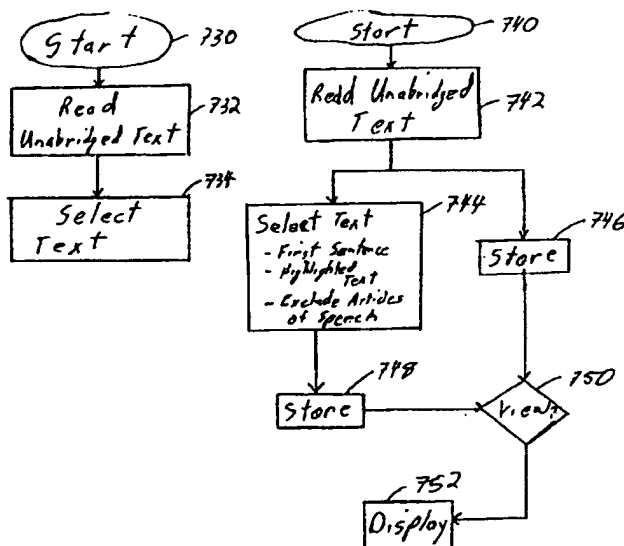 Start
730
Read
Unabridged Text
732
Select
Text
734
Start
740
Read Unabridged
Text
742
Select Text
- First Sentence
- Highlighted
Text
- Exclude Articles
of Speech
744
Store
746
Store
748
View?
750
Display
752